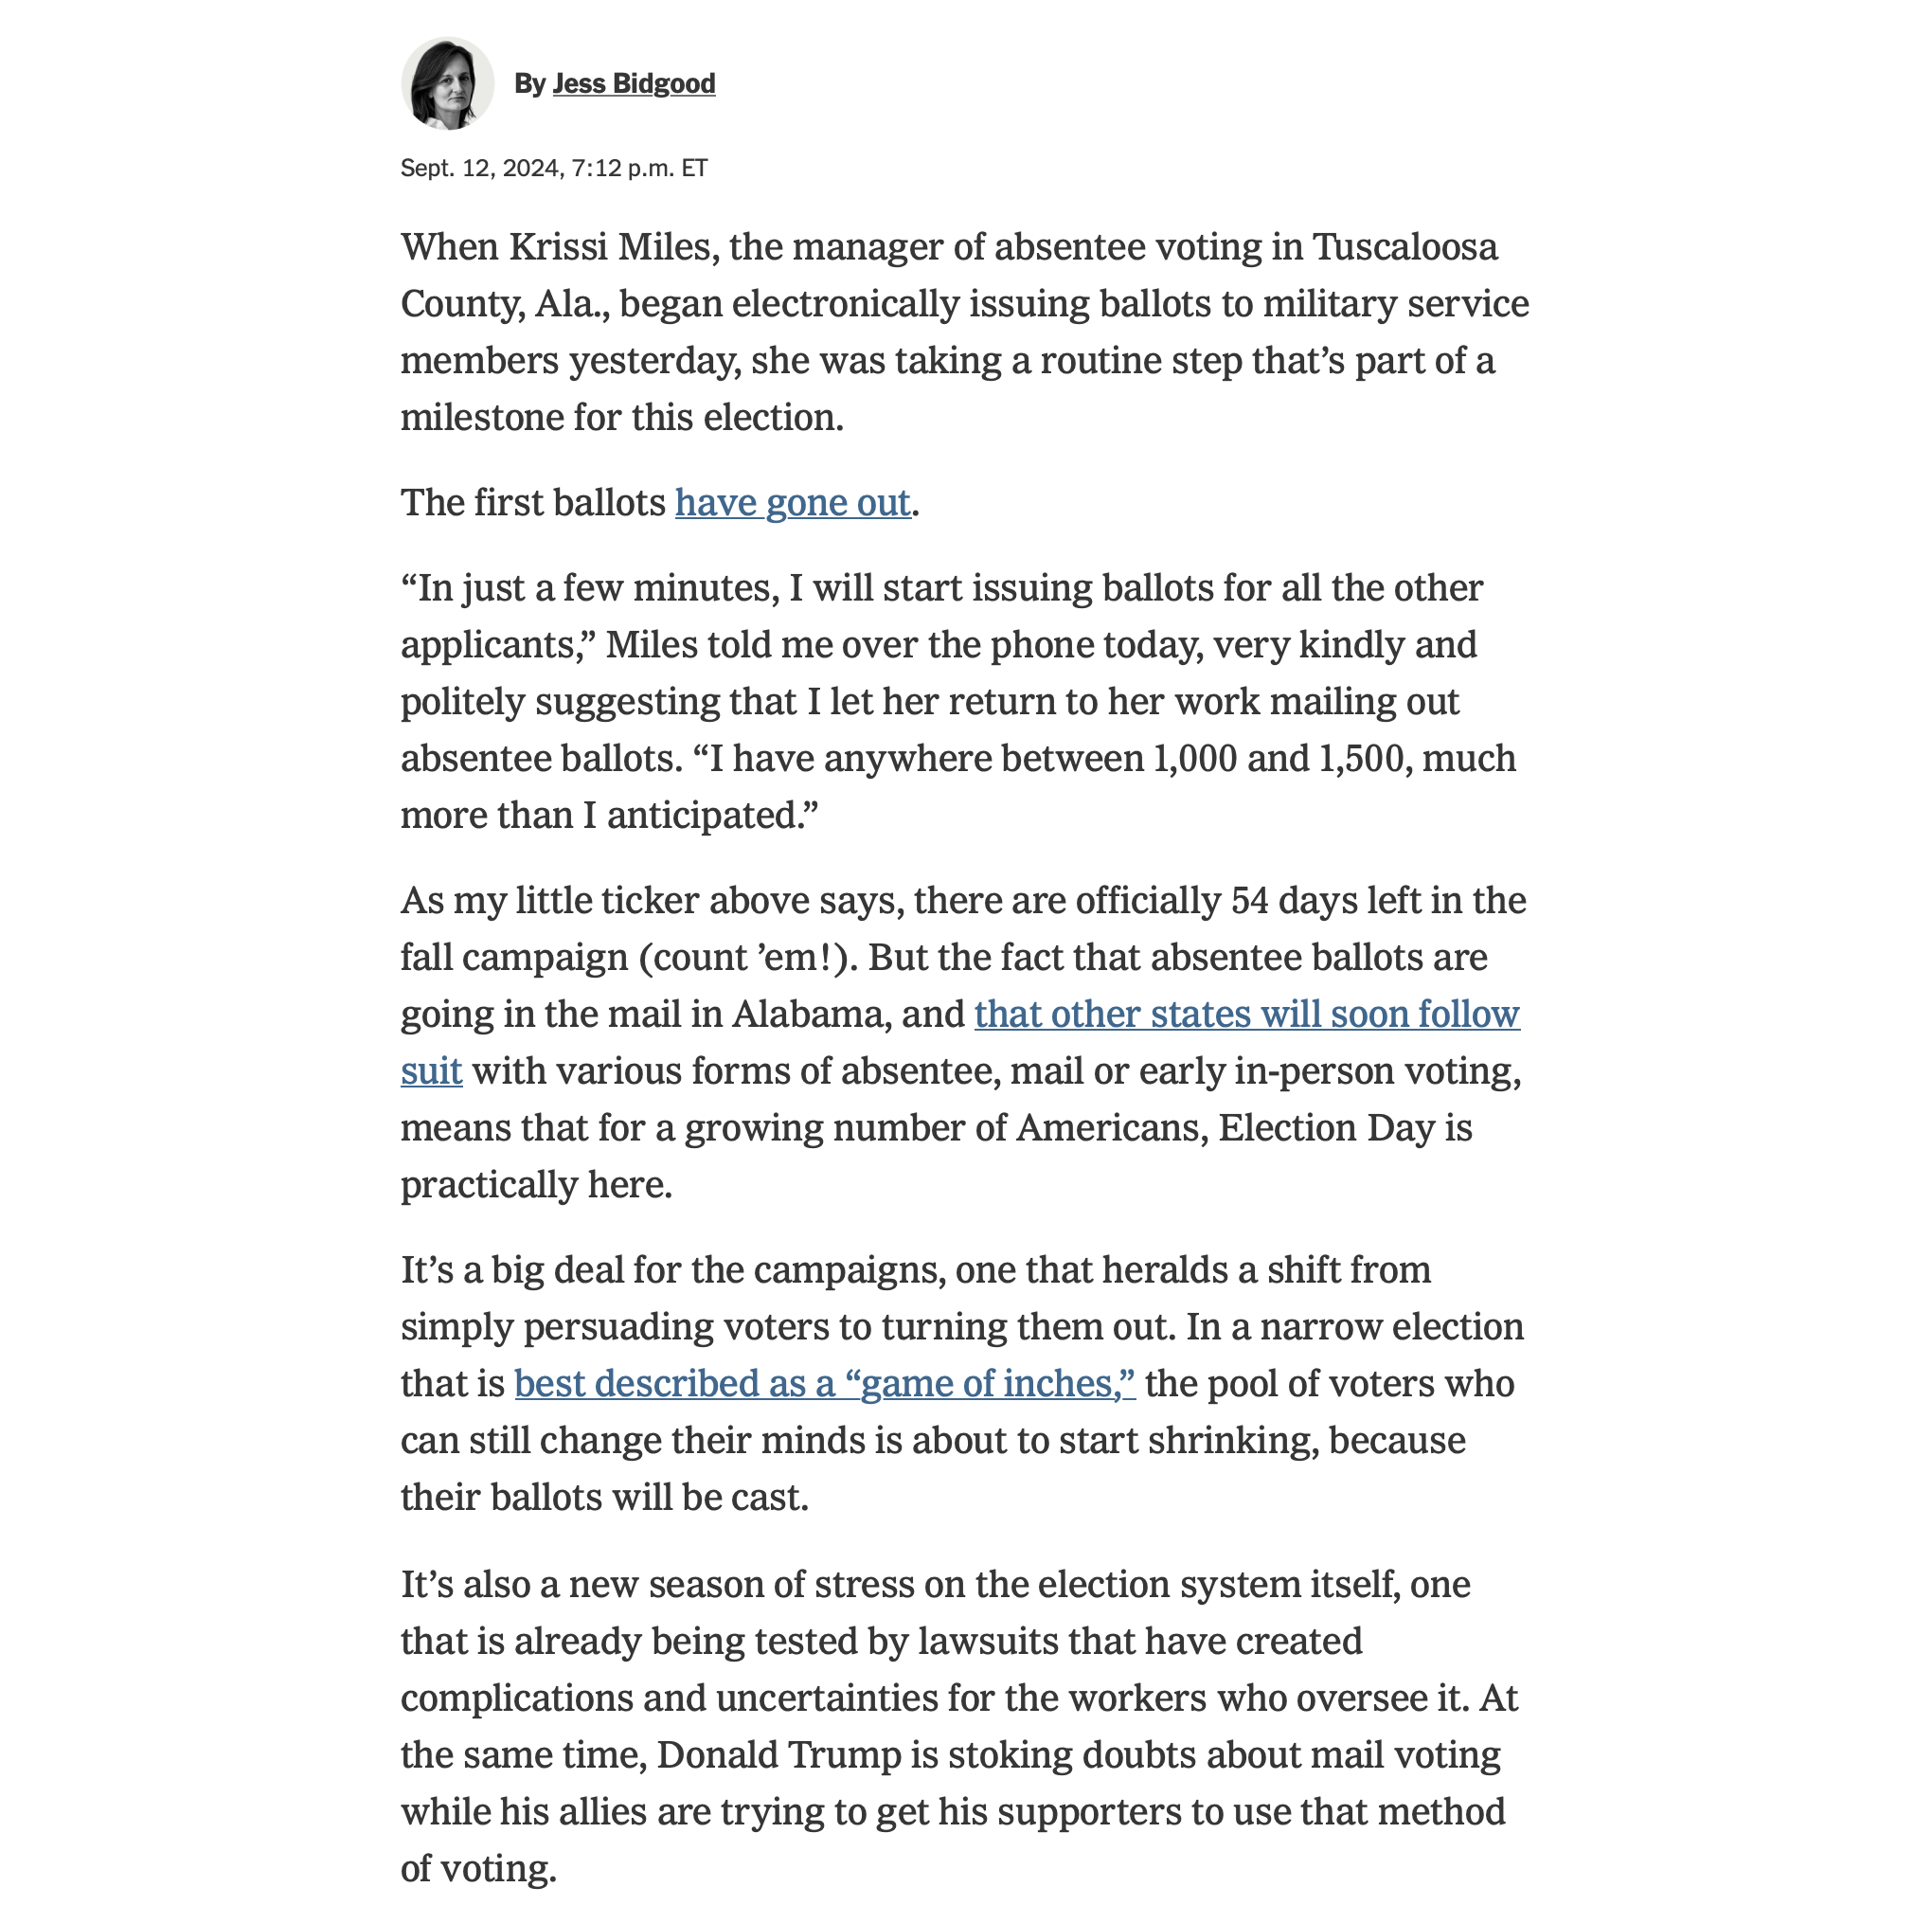 By Jess Bidgood
Sept. 12, 2024, 7:12 p.m. ET
When Krissi Miles, the manager of absentee voting in Tuscaloosa
County, Ala., began electronically issuing ballots to military service
members yesterday, she was taking a routine step that’s part of a
milestone for this election.
The first ballots have gone out.
“In just a few minutes, I will start issuing ballots for all the other
applicants,” Miles told me over the phone today, very kindly and
politely suggesting that I let her return to her work mailing out
absentee ballots. “I have anywhere between 1,000 and 1,500, much
more than I anticipated.”
As my little ticker above says, there are officially 54 days left in the
fall campaign (count ’em!). But the fact that absentee ballots are
going in the mail in Alabama, and that other states will soon follow
suit with various forms of absentee, mail or early in-person voting,
means that for a growing number of Americans, Election Day is
practically here.
It’s a big deal for the campaigns, one that heralds a shift from
simply persuading voters to turning them out. In a narrow election
that is best described as a “game of inches,” the pool of voters who
can still change their minds is about to start shrinking, because
their ballots will be cast.
It’s also a new season of stress on the election system itself, one
that is already being tested by lawsuits that have created
complications and uncertainties for the workers who oversee it. At
the same time, Donald Trump is stoking doubts about mail voting
while his allies are trying to get his supporters to use that method
of voting.